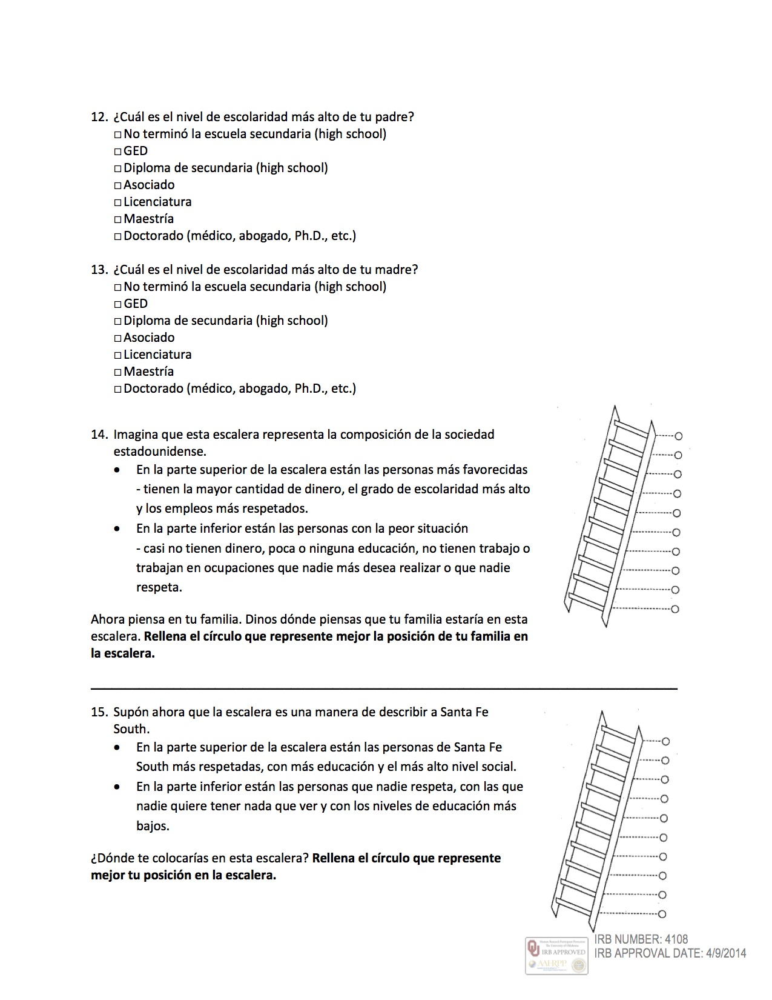 12. ¿Cuál es el nivel de escolaridad más alto de tu padre?
□ No terminó la escuela secundaria (high school)
□ GED
□ Diploma de secundaria (high school)
□ Asociado
□ Licenciatura
□ Maestría
□ Doctorado (médico, abogado, Ph.D., etc.)
13. ¿Cuál es el nivel de escolaridad más alto de tu madre?
□ No terminó la escuela secundaria (high school)
□ GED
□ Diploma de secundaria (high school)
□ Asociado
□ Licenciatura
□ Maestría
□ Doctorado (médico, abogado, Ph.D., etc.)
14. Imagina que esta escalera representa la composición de la sociedad
estadounidense.
• En la parte superior de la escalera están las personas más favorecidas
- tienen la mayor cantidad de dinero, el grado de escolaridad más alto
y los empleos más respetados.
• En la parte inferior están las personas con la peor situación
- casi no tienen dinero, poca o ninguna educación, no tienen trabajo o
trabajan en ocupaciones que nadie más desea realizar o que nadie
respeta.
Ahora piensa en tu familia. Dinos dónde piensas que tu familia estaría en esta
escalera. Rellena el círculo que represente mejor la posición de tu familia en
la escalera.
15. Supón ahora que la escalera es una manera de describir a Santa Fe
South.
• En la parte superior de la escalera están las personas de Santa Fe
South más respetadas, con más educación y el más alto nivel social.
• En la parte inferior están las personas que nadie respeta, con las que
nadie quiere tener nada que ver y con los niveles de educación más
bajos.
¿Dónde te colocarías en esta escalera? Rellena el círculo que represente
mejor tu posición en la escalera.
Human Research Participant Protection
The University of Oklahoma
IRB APPROVED
AAHRPP
IRB NUMBER: 4108
IRB APPROVAL DATE: 4/9/2014